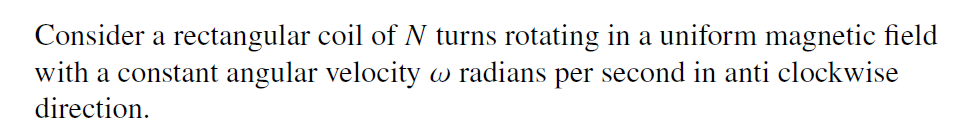 Consider a rectangular coil of N turns rotating in a uniform magnetic field
with a constant angular velocity ω radians per second in anti clockwise
direction.